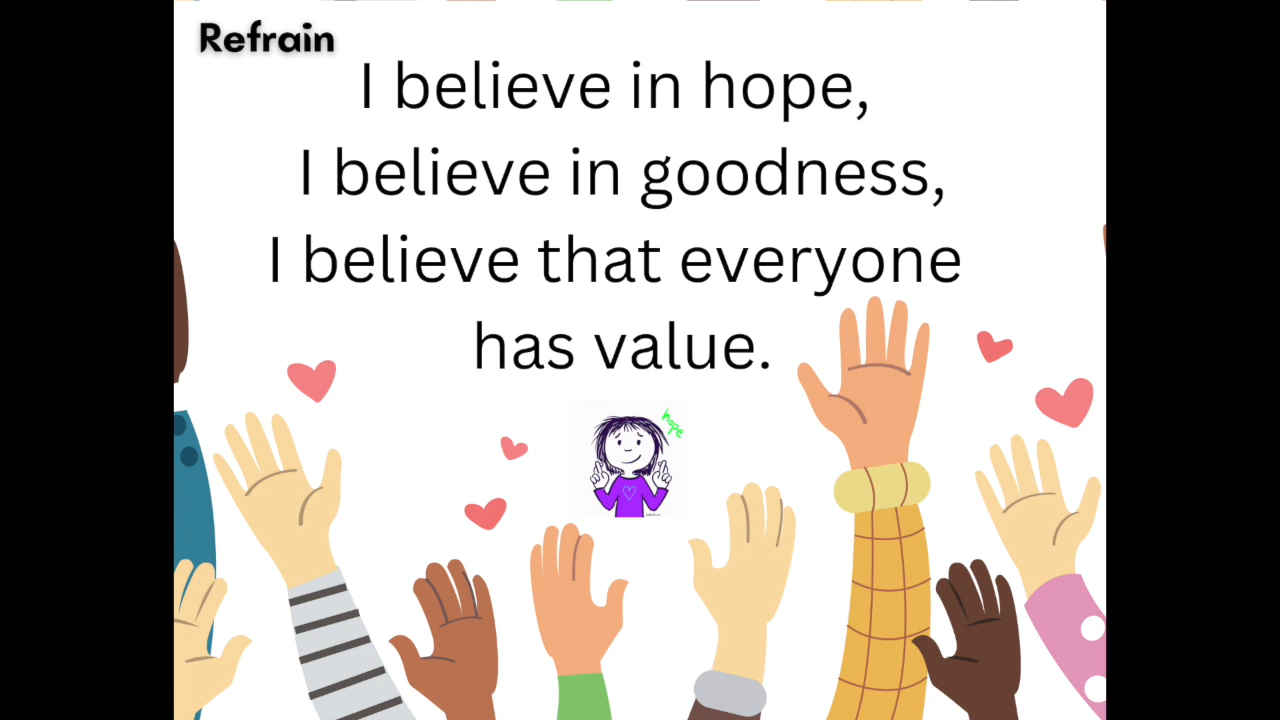 Refrain
I believe in hope,
I believe in goodness,
I believe that everyone
has value.
hope